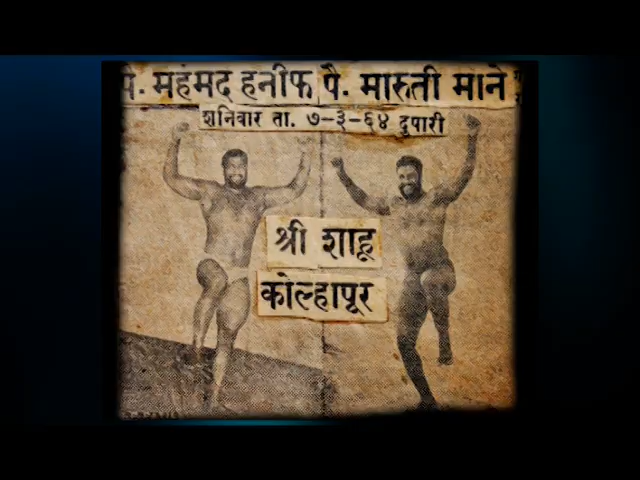 पै. महंमद हनीफ पै. मारुती माने
शनिवार ता. ७-३-६४ दुपारी
श्री शाहू
कोल्हापूर